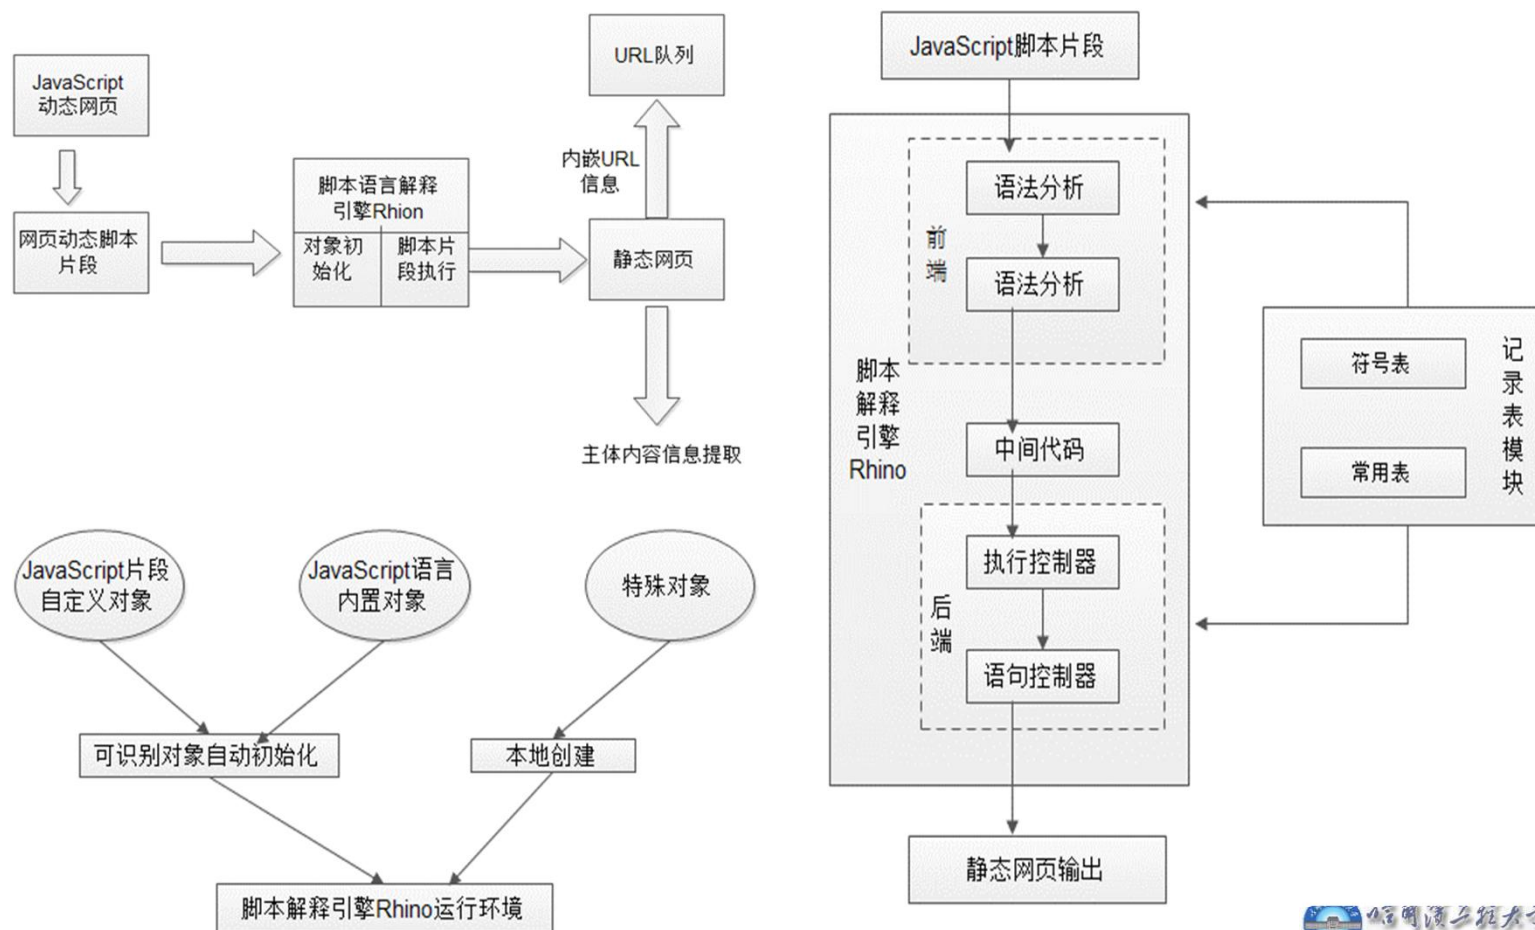 JavaScript
动态网页
网页动态脚本
片段
脚本语言解释
引擎Rhion
对象初
始化
脚本片
段执行
URL队列
内嵌URL
信息
静态网页
主体内容信息提取
JavaScript片段
自定义对象
JavaScript语言
内置对象
特殊对象
可识别对象自动初始化
本地创建
脚本解释引擎Rhino运行环境
JavaScript脚本片段
前
端
语法分析
语法分析
脚本
解释
引擎
Rhino
中间代码
后
端
执行控制器
语句控制器
静态网页输出
符号表
常用表
记
录
表
模
块